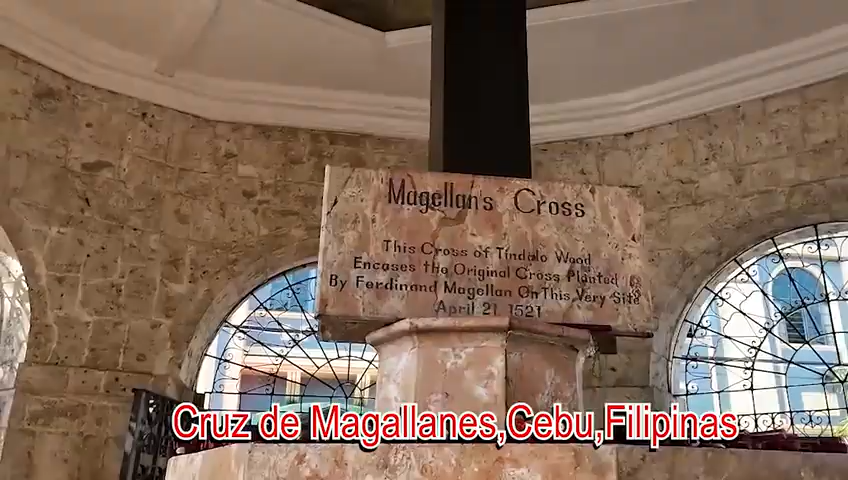 Magellan's Cross
This Cross of Tindalo Wood
Encases the Original Cross Planted
By Ferdinand Magellan On This Very Site
April 21, 1521
Cruz de Magallanes,Cebu,Filipinas